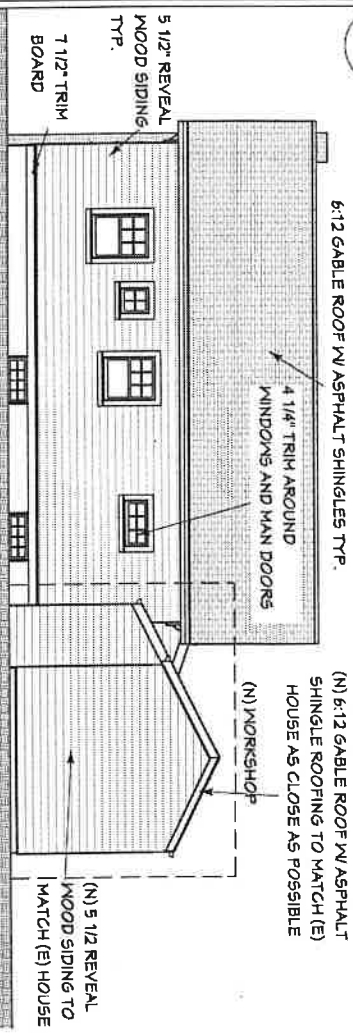 6:12 GABLE ROOF W/ ASPHALT SHINGLES TYP.
(N) 6:12 GABLE ROOF W/ ASPHALT
SHINGLE ROOFING TO MATCH (E)
HOUSE AS CLOSE AS POSSIBLE
4 1/4" TRIM AROUND
WINDOWS AND MAN DOORS
(N) WORKSHOP
5 1/2" REVEAL
WOOD SIDING
TYP.
7 1/2" TRIM
BOARD
(N) 5 1/2 REVEAL
WOOD SIDING TO
MATCH (E) HOUSE